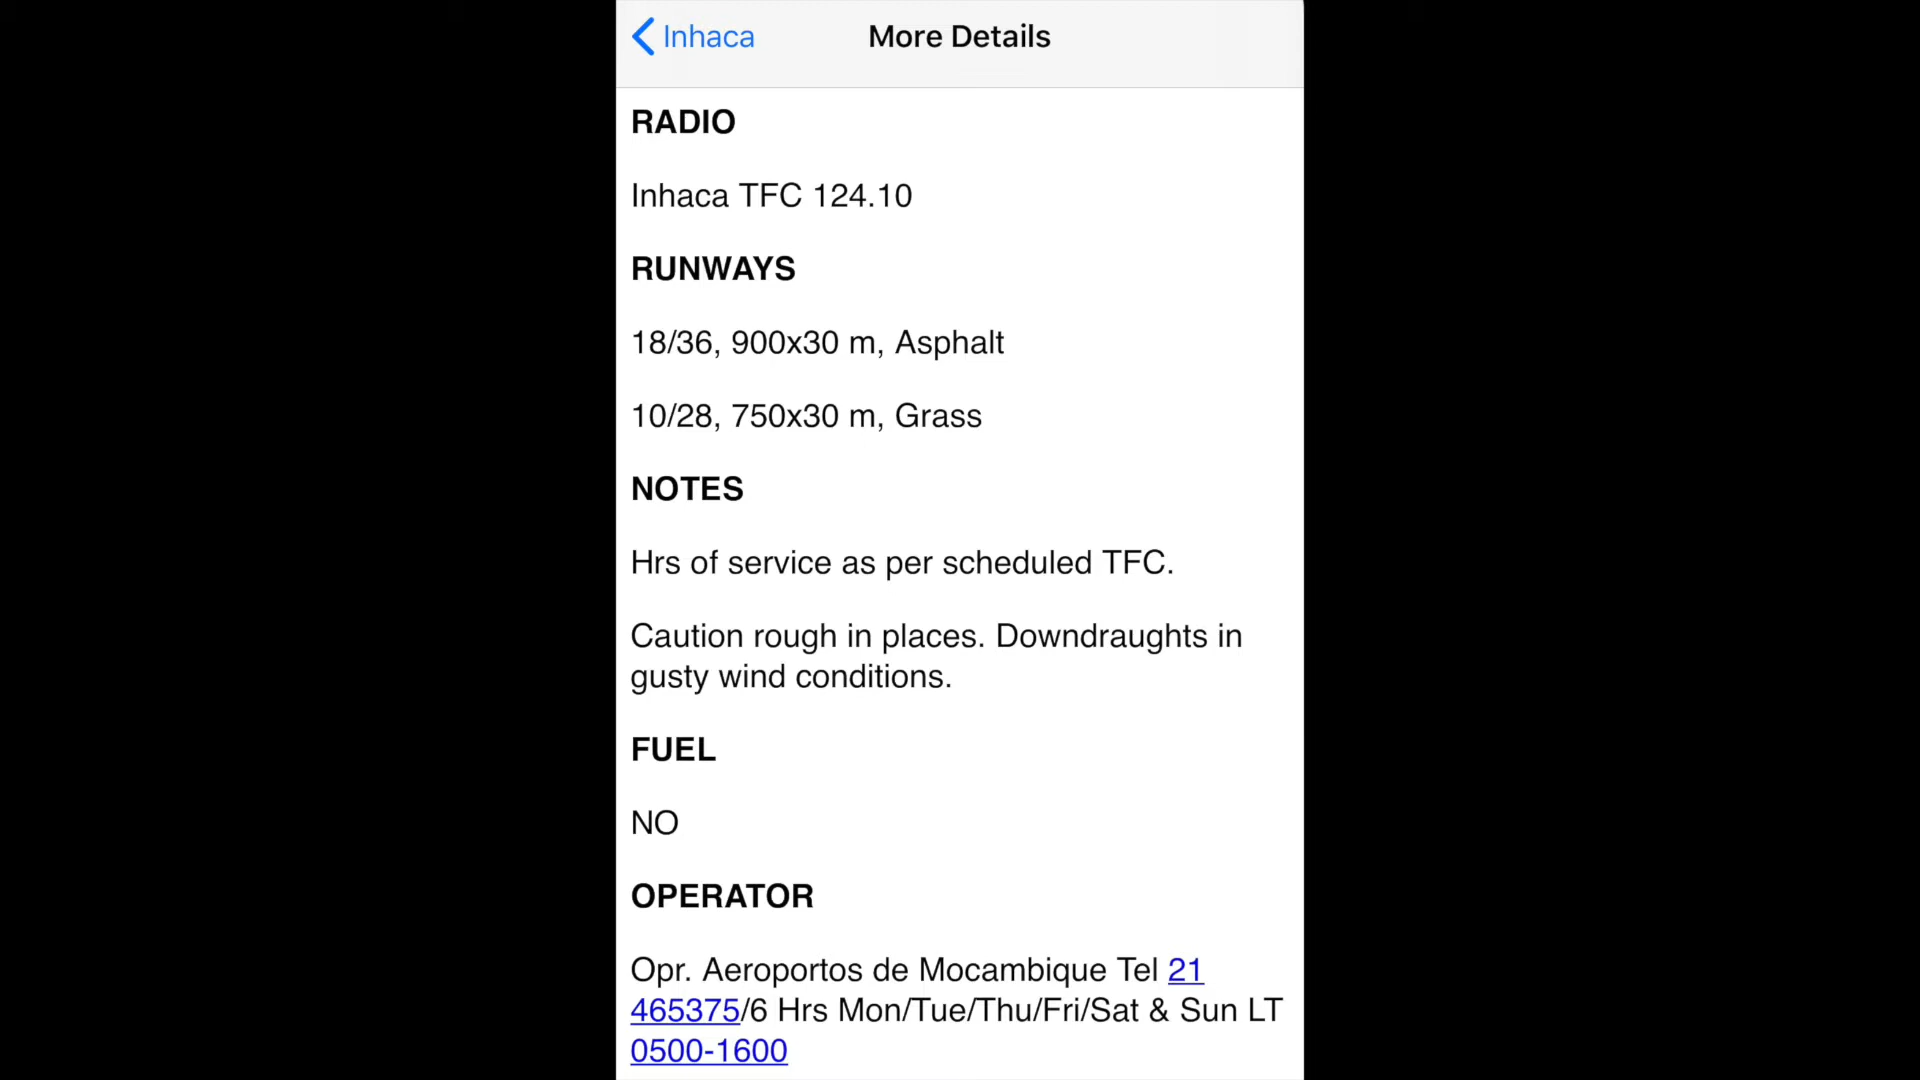 Inhaca
More Details
RADIO
Inhaca TFC 124.10
RUNWAYS
18/36, 900x30 m, Asphalt
10/28, 750x30 m, Grass
NOTES
Hrs of service as per scheduled TFC.
Caution rough in places. Downdraughts in
gusty wind conditions.
FUEL
NO
OPERATOR
Opr. Aeroportos de Mocambique Tel 21
465375/6 Hrs Mon/Tue/Thu/Fri/Sat & Sun LT
0500-1600